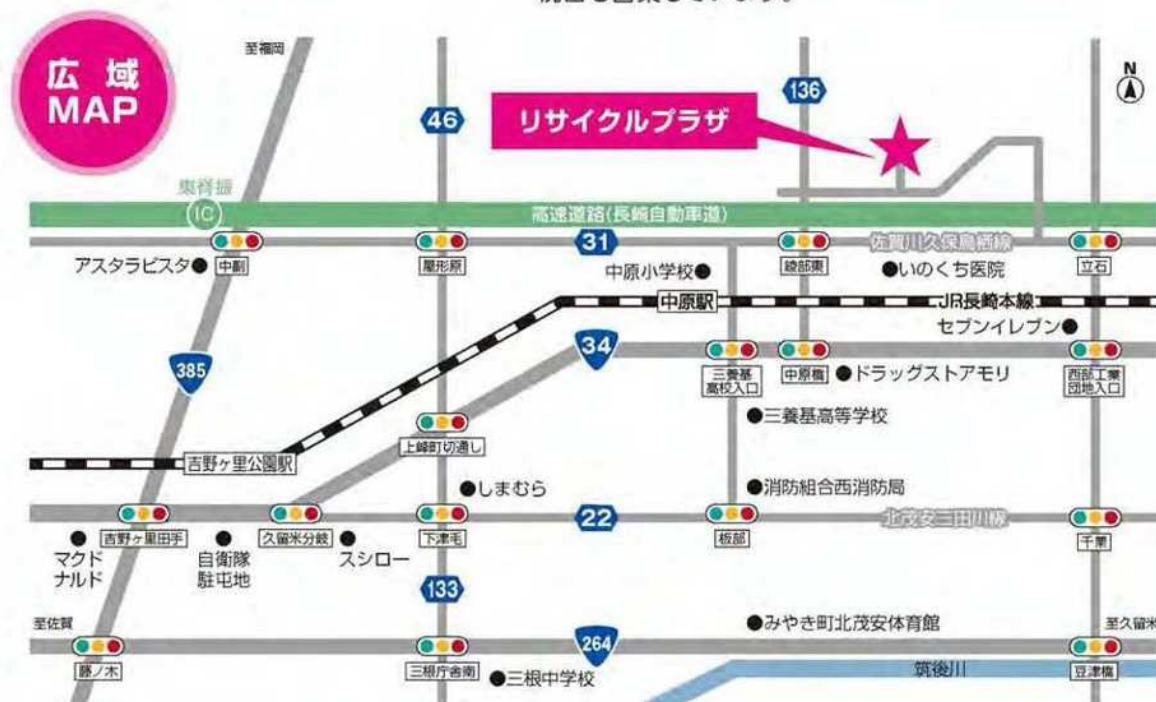 祝日も営業しています。
広域
MAP
至福岡
N
46
リサイクルプラザ
136
東脊振
IC
高速道路(長崎自動車道)
中副
屋形原
31
綾部東
佐賀川久保鳥栖線
立石
アスタラビスタ
中原小学校
いのくち医院
中原駅
JR長崎本線
セブンイレブン
385
34
三養基
高校入口
中原橋
ドラッグストアモリ
西部工業
団地入口
三養基高等学校
上峰町切通し
吉野ヶ里公園駅
しまむら
消防組合西消防局
22
北茂安三田川線
吉野ヶ里田手
久留米分岐
下津毛
板部
千栗
マクド
ナルド
自衛隊
駐屯地
スシロー
133
至佐賀
264
みやき町北茂安体育館
至久留米
藤ノ木
三根庁舎南
三根中学校
筑後川
豆津橋